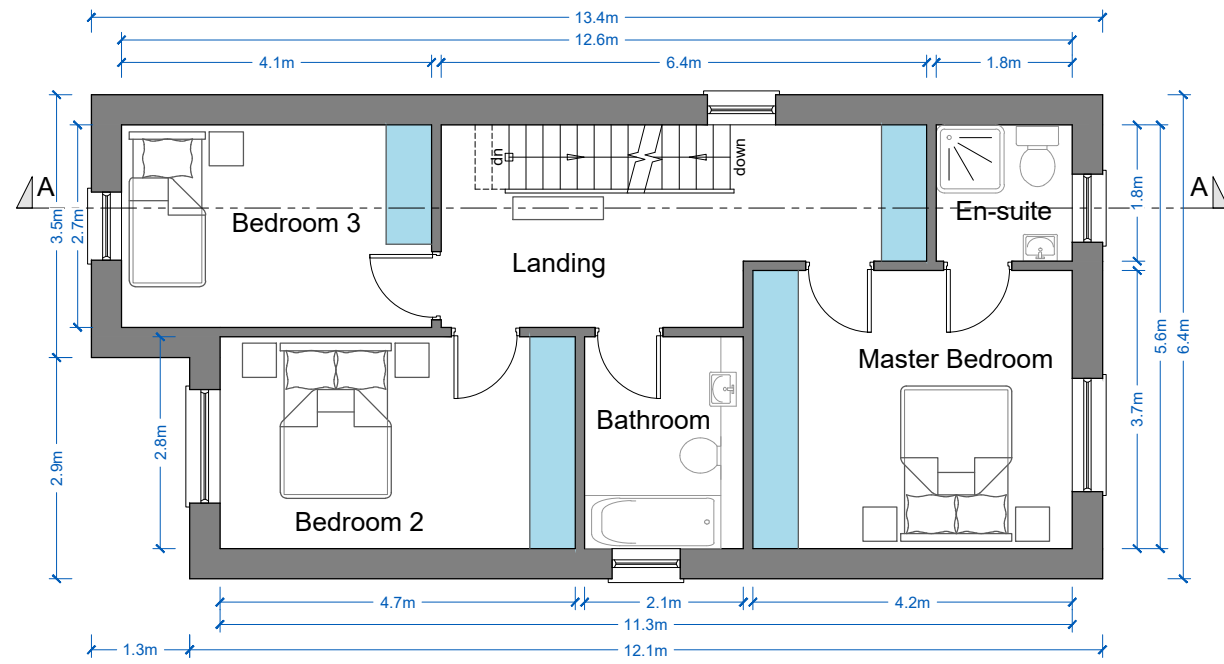 13.4m
12.6m
4.1m
6.4m
1.8m
A
A
3.5m
2.7m
up
down
1.8m
5.6m
6.4m
Bedroom 3
En-suite
Landing
Master Bedroom
3.7m
2.9m
2.8m
Bathroom
Bedroom 2
4.7m
2.1m
4.2m
11.3m
1.3m
12.1m